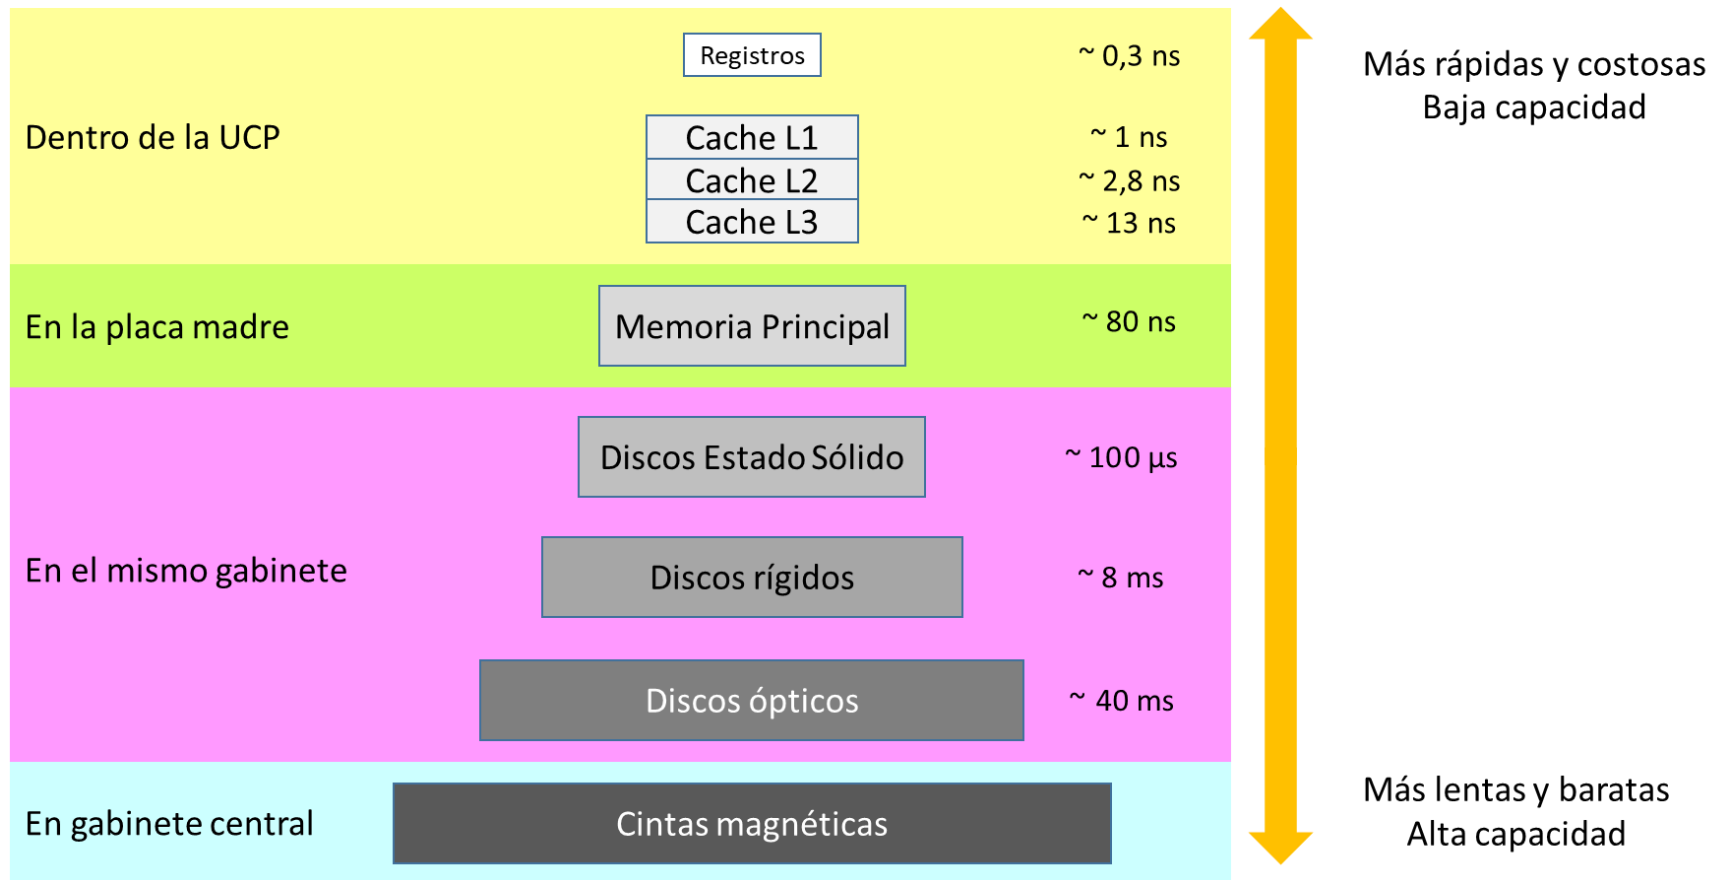 Registros
~ 0,3 ns
Más rápidas y costosas
Baja capacidad
Dentro de la UCP
Cache L1
~ 1 ns
Cache L2
~ 2,8 ns
Cache L3
~ 13 ns
En la placa madre
Memoria Principal
~ 80 ns
Discos Estado Sólido
~ 100 µs
En el mismo gabinete
Discos rígidos
~ 8 ms
Discos ópticos
~ 40 ms
En gabinete central
Cintas magnéticas
Más lentas y baratas
Alta capacidad